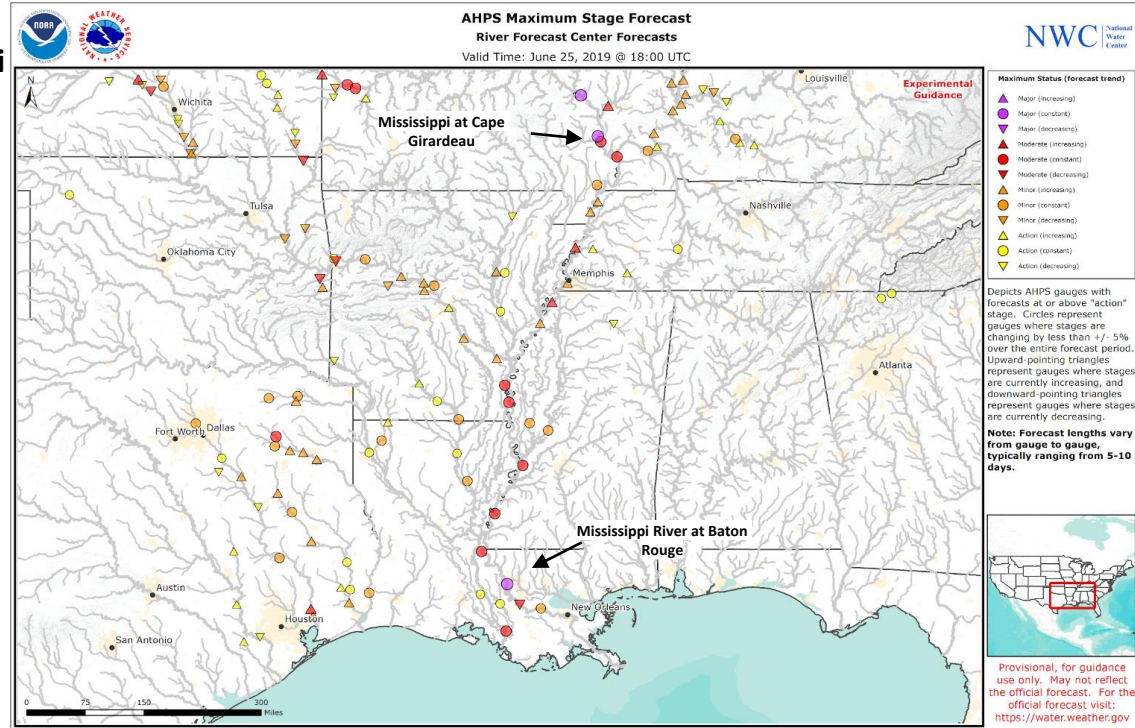 i
NOAA
AHPS Maximum Stage Forecast
River Forecast Center Forecasts
Valid Time: June 25, 2019 @ 18:00 UTC
NWC
National
Water
Center
N
Experimental
Guidance
Louisville
Wichita
Mississippi at Cape
Girardeau
Tulsa
Nashville
Oklahoma City
Memphis
Atlanta
Fort Worth
Dallas
Mississippi River at Baton
Rouge
Austin
New Orleans
Houston
San Antonio
0 75 150 300
Miles
Maximum Status (forecast trend)
Major (increasing)
Major (constant)
Major (decreasing)
Moderate (increasing)
Moderate (constant)
Moderate (decreasing)
Minor (increasing)
Minor (constant)
Minor (decreasing)
Action (increasing)
Action (constant)
Action (decreasing)
Depicts AHPS gauges with
forecasts at or above "action"
stage. Circles represent
gauges where stages are
changing by less than +/- 5%
over the entire forecast period.
Upward-pointing triangles
represent gauges where stages
are currently increasing, and
downward-pointing triangles
represent gauges where stages
are currently decreasing.
Note: Forecast lengths vary
from gauge to gauge,
typically ranging from 5-10
days.
Provisional, for guidance
use only. May not reflect
the official forecast. For the
official forecast visit:
https://water.weather.gov